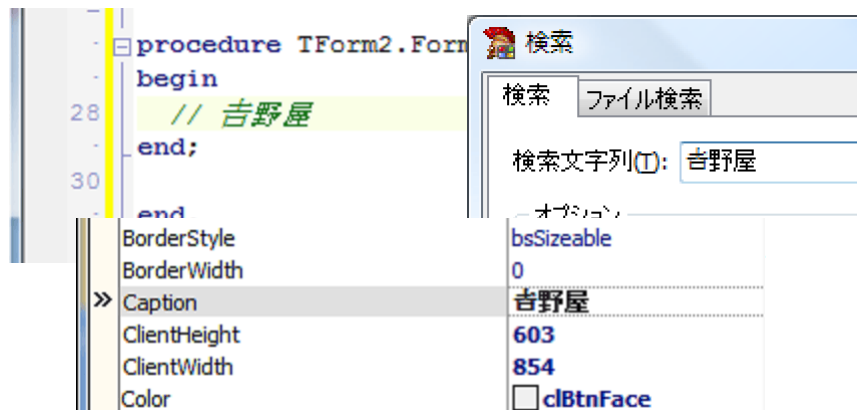 procedure TForm2.Form
begin
28 // 𠮷野屋
end;
30
end.
検索
検索 ファイル検索
検索文字列(T): 𠮷野屋
オプション
BorderStyle bsSizeable
BorderWidth 0
» Caption 𠮷野屋
ClientHeight 603
ClientWidth 854
Color clBtnFace